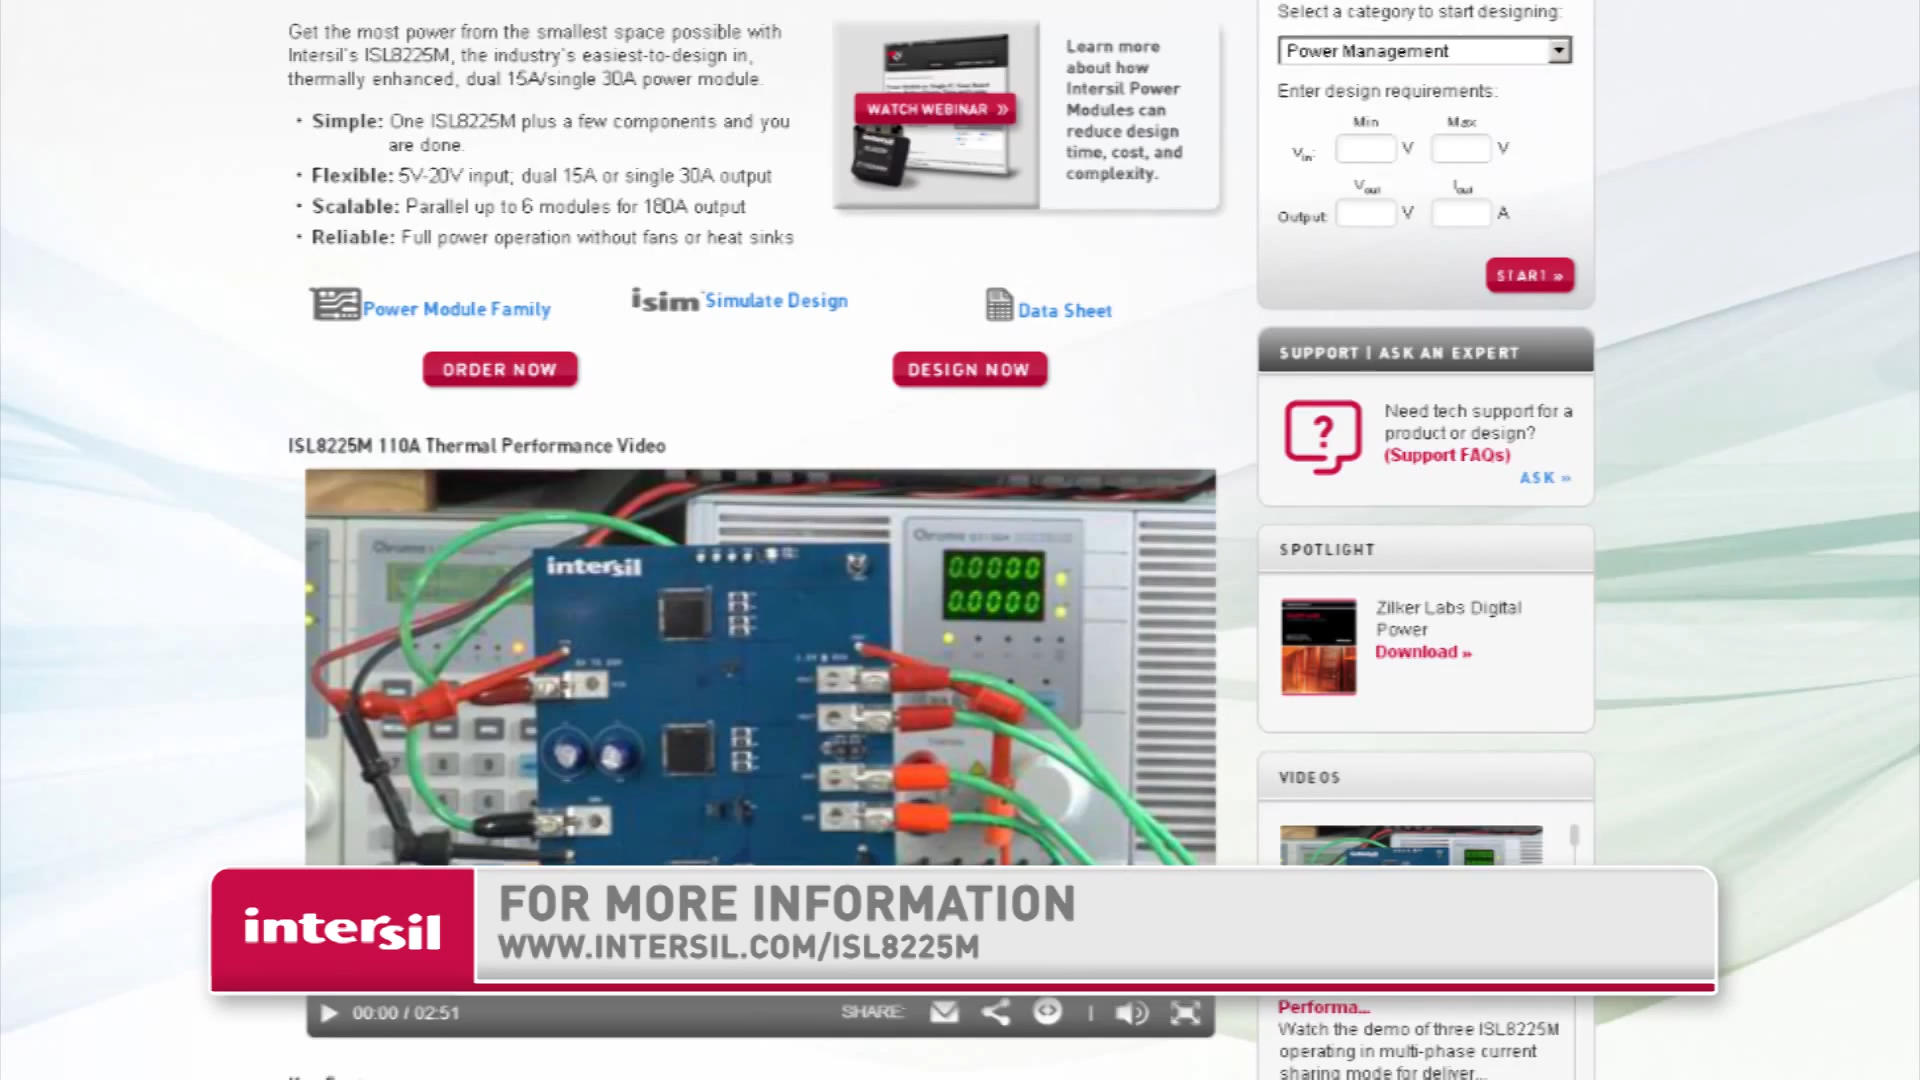 Get the most power from the smallest space possible with
Intersil's ISL8225M, the industry's easiest-to-design in,
thermally enhanced, dual 15A/single 30A power module.
• Simple: One ISL8225M plus a few components and you
are done.
• Flexible: 5V-20V input; dual 15A or single 30A output
• Scalable: Parallel up to 6 modules for 180A output
• Reliable: Full power operation without fans or heat sinks
WATCH WEBINAR »
Learn more
about how
Intersil Power
Modules can
reduce design
time, cost, and
complexity.
Power Module Family
isim Simulate Design
Data Sheet
ORDER NOW
DESIGN NOW
ISL8225M 110A Thermal Performance Video
intersil
Chroma
0.0000
0.0000
Select a category to start designing:
Power Management
Enter design requirements:
Min Max
Vin: V V
Vout Iout
Output: V A
START »
SUPPORT | ASK AN EXPERT
Need tech support for a
product or design?
(Support FAQs)
ASK »
SPOTLIGHT
Zilker Labs Digital
Power
Download »
VIDEOS
intersil
FOR MORE INFORMATION
WWW.INTERSIL.COM/ISL8225M
00:00 / 02:51
SHARE:
Performa...
Watch the demo of three ISL8225M
operating in multi-phase current
sharing mode for deliver...